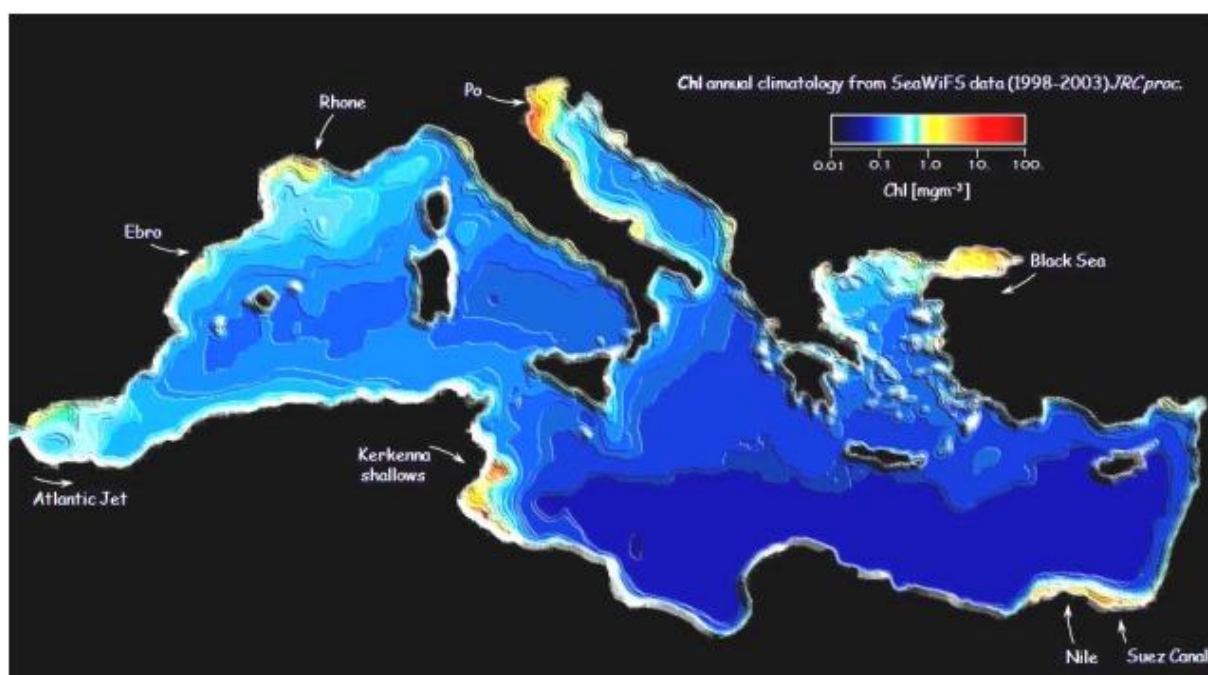 Chl annual climatology from SeaWiFS data (1998-2003).JRC proc.
0.01 0.1 1.0 10. 100.
Chl [mgm⁻³]
Po
Rhone
Ebro
Black Sea
Kerkenna
shallows
Atlantic Jet
Nile
Suez Canal